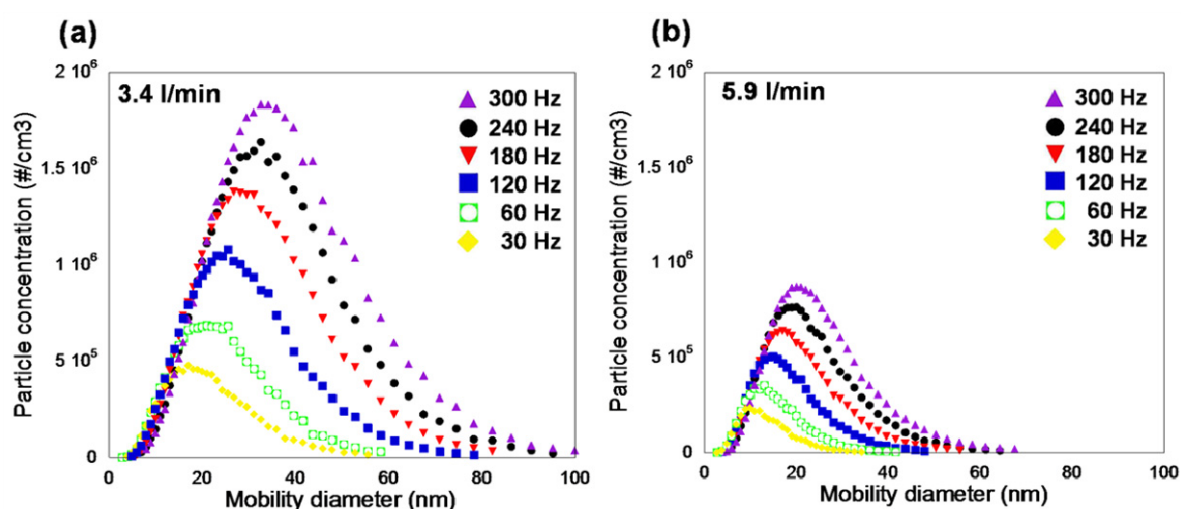 (a)
2 10⁶
1.5 10⁶
1 10⁶
5 10⁵
0
Particle concentration (#/cm3)
3.4 l/min
300 Hz
240 Hz
180 Hz
120 Hz
60 Hz
30 Hz
0 20 40 60 80 100
Mobility diameter (nm)
(b)
2 10⁶
1.5 10⁶
1 10⁶
5 10⁵
0
Particle concentration (#/cm3)
5.9 l/min
300 Hz
240 Hz
180 Hz
120 Hz
60 Hz
30 Hz
0 20 40 60 80 100
Mobility diameter (nm)